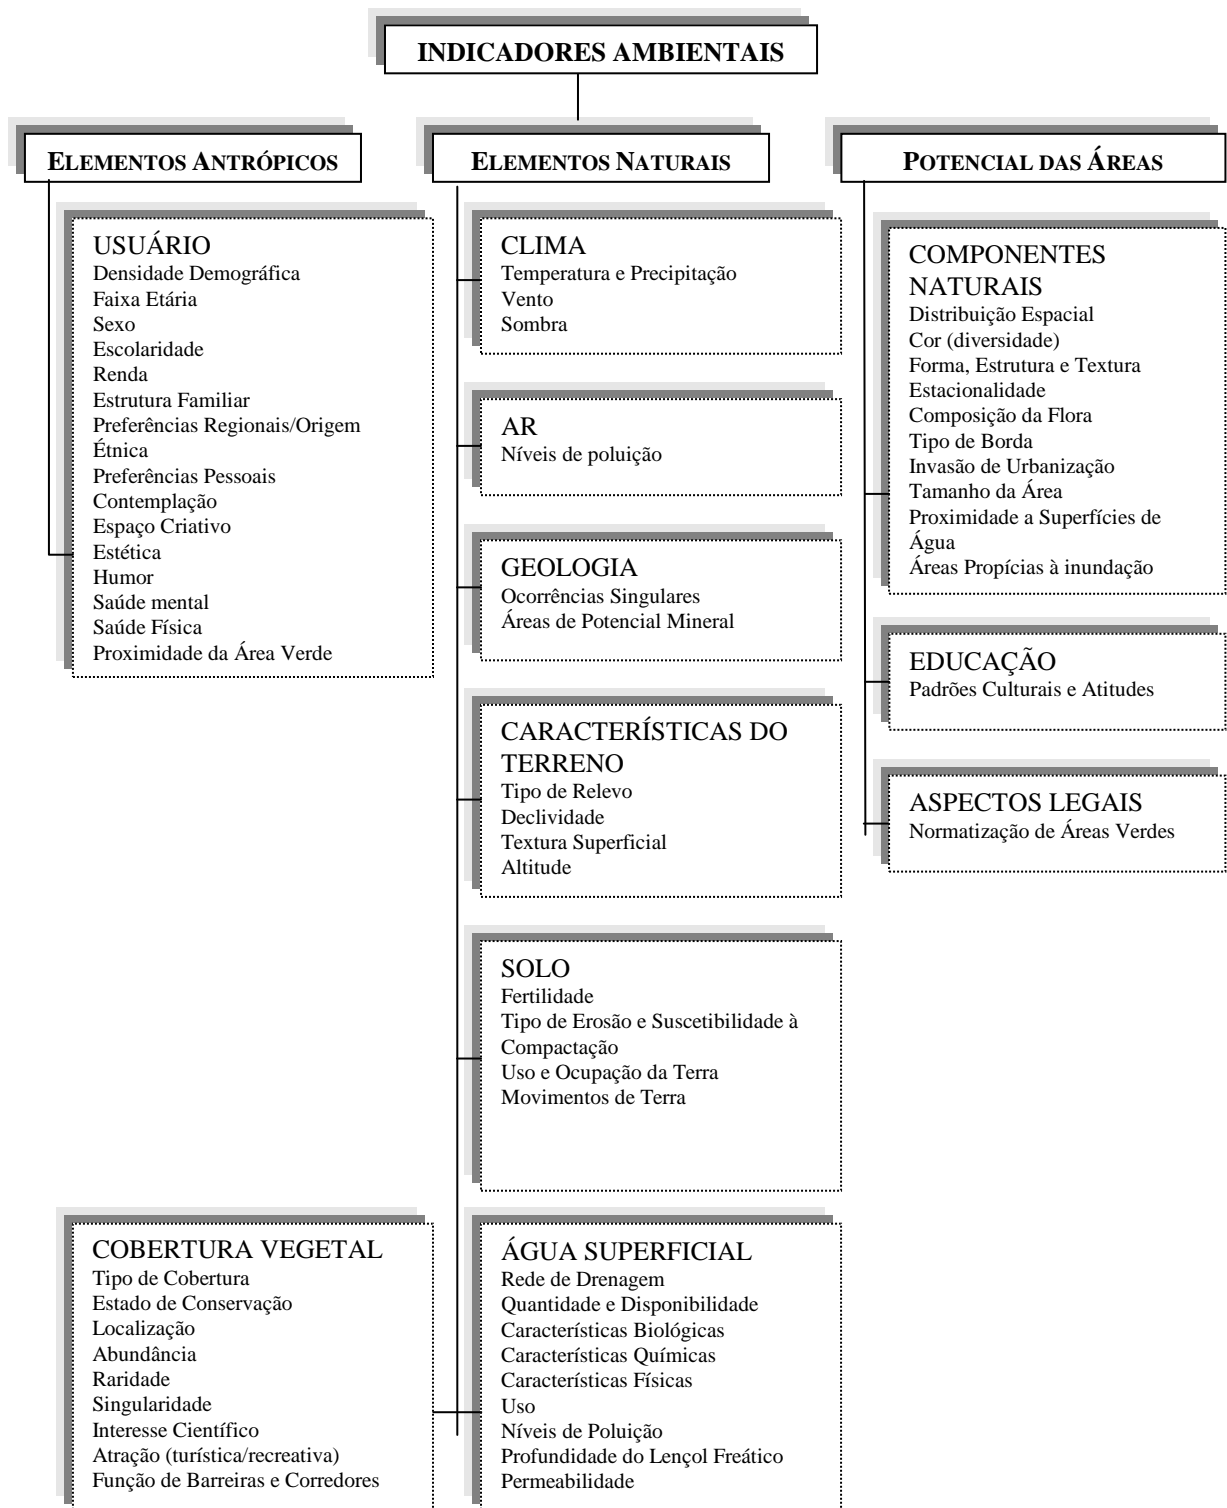 INDICADORES AMBIENTAIS
ELEMENTOS ANTRÓPICOS
USUÁRIO
Densidade Demográfica
Faixa Etária
Sexo
Escolaridade
Renda
Estrutura Familiar
Preferências Regionais/Origem
Étnica
Preferências Pessoais
Contemplação
Espaço Criativo
Estética
Humor
Saúde mental
Saúde Física
Proximidade da Área Verde
ELEMENTOS NATURAIS
CLIMA
Temperatura e Precipitação
Vento
Sombra
AR
Níveis de poluição
GEOLOGIA
Ocorrências Singulares
Áreas de Potencial Mineral
CARACTERÍSTICAS DO
TERRENO
Tipo de Relevo
Declividade
Textura Superficial
Altitude
SOLO
Fertilidade
Tipo de Erosão e Suscetibilidade à
Compactação
Uso e Ocupação da Terra
Movimentos de Terra
COBERTURA VEGETAL
Tipo de Cobertura
Estado de Conservação
Localização
Abundância
Raridade
Singularidade
Interesse Científico
Atração (turística/recreativa)
Função de Barreiras e Corredores
ÁGUA SUPERFICIAL
Rede de Drenagem
Quantidade e Disponibilidade
Características Biológicas
Características Químicas
Características Físicas
Uso
Níveis de Poluição
Profundidade do Lençol Freático
Permeabilidade
POTENCIAL DAS ÁREAS
COMPONENTES
NATURAIS
Distribuição Espacial
Cor (diversidade)
Forma, Estrutura e Textura
Estacionalidade
Composição da Flora
Tipo de Borda
Invasão de Urbanização
Tamanho da Área
Proximidade a Superfícies de
Água
Áreas Propícias à inundação
EDUCAÇÃO
Padrões Culturais e Atitudes
ASPECTOS LEGAIS
Normatização de Áreas Verdes